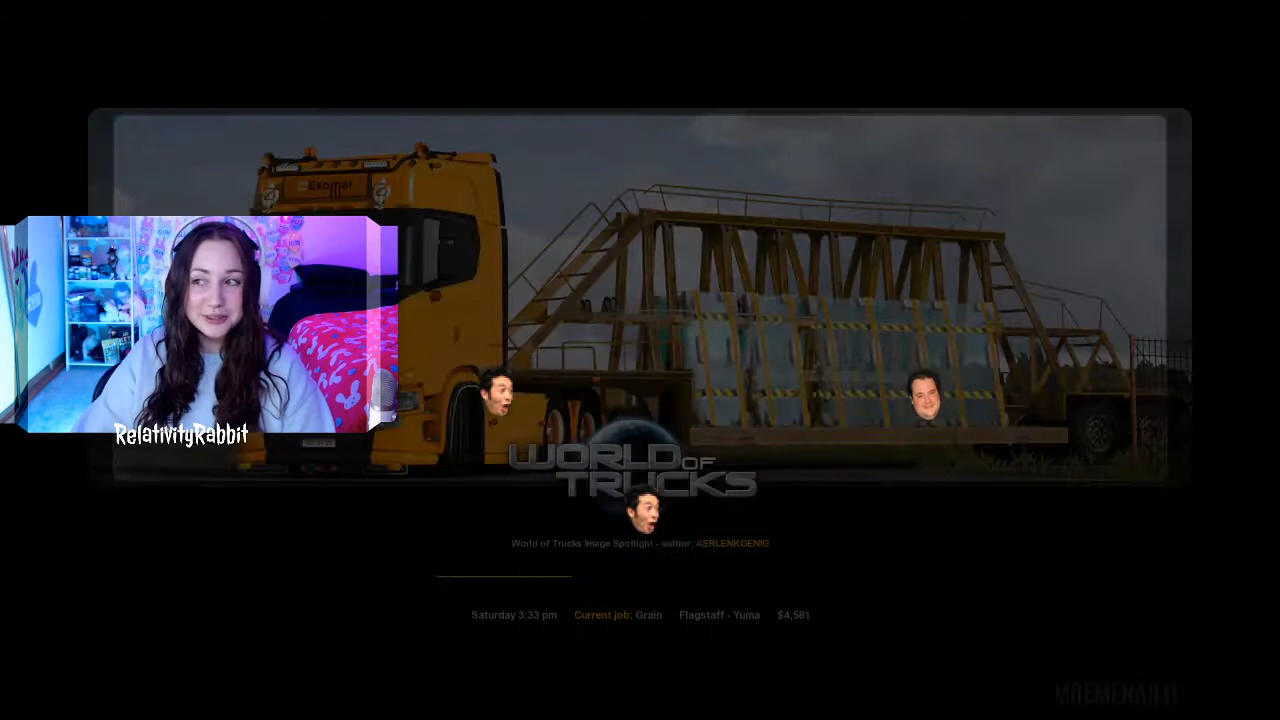 Exomar
RelativityRabbit
WORLD OF
TRUCKS
World of Trucks Image Spotlight - author: AERLENKOENIG
Saturday 3:33 pm Current job: Grain Flagstaff - Yuma $4,581